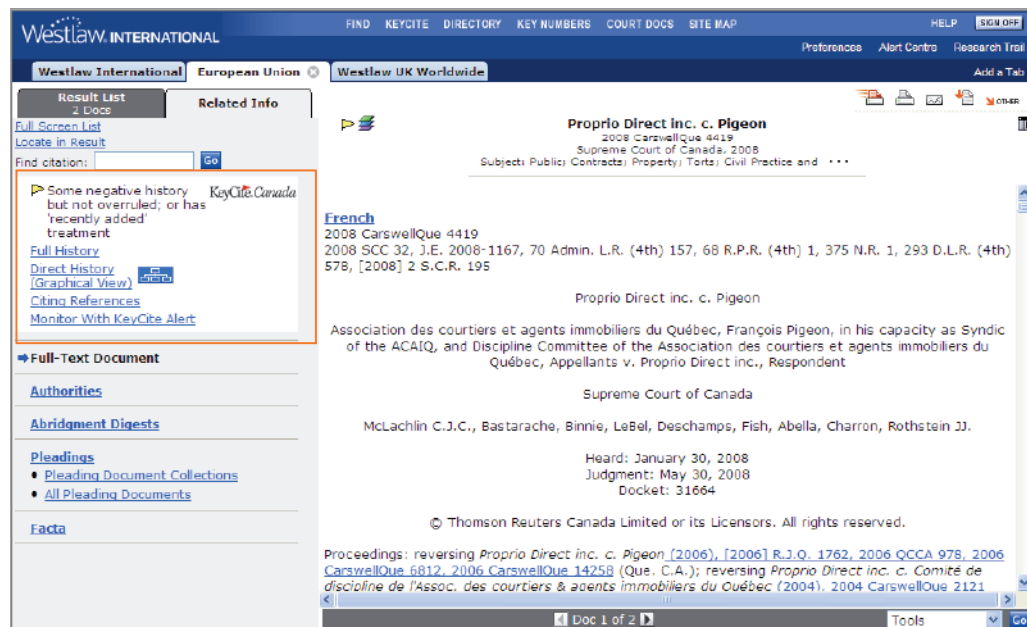 Westlaw. INTERNATIONAL
FIND KEYCITE DIRECTORY KEY NUMBERS COURT DOCS SITE MAP
HELP SIGN OFF
Preferences Alert Centre Research Trail
Westlaw International European Union Westlaw UK Worldwide Add a Tab
Result List
2 Docs
Related Info
Full Screen List
Locate in Result
Find citation: Go
Some negative history
but not overruled; or has
'recently added'
treatment
KeyCite.Canada
Full History
Direct History
(Graphical View)
Citing References
Monitor With KeyCite Alert
Full-Text Document
Authorities
Abridgment Digests
Pleadings
• Pleading Document Collections
• All Pleading Documents
Facta
OTHER
Proprio Direct inc. c. Pigeon
2008 CarswellQue 4419
Supreme Court of Canada, 2008
Subject: Public; Contracts; Property; Torts; Civil Practice and ···
French
2008 CarswellQue 4419
2008 SCC 32, J.E. 2008-1167, 70 Admin. L.R. (4th) 157, 68 R.P.R. (4th) 1, 375 N.R. 1, 293 D.L.R. (4th)
578, [2008] 2 S.C.R. 195
Proprio Direct inc. c. Pigeon
Association des courtiers et agents immobiliers du Québec, François Pigeon, in his capacity as Syndic
of the ACAIQ, and Discipline Committee of the Association des courtiers et agents immobiliers du
Québec, Appellants v. Proprio Direct inc., Respondent
Supreme Court of Canada
McLachlin C.J.C., Bastarache, Binnie, LeBel, Deschamps, Fish, Abella, Charron, Rothstein JJ.
Heard: January 30, 2008
Judgment: May 30, 2008
Docket: 31664
© Thomson Reuters Canada Limited or its Licensors. All rights reserved.
Proceedings: reversing Proprio Direct inc. c. Pigeon (2006), [2006] R.J.Q. 1762, 2006 QCCA 978, 2006
CarswellQue 6812, 2006 CarswellQue 14258 (Que. C.A.); reversing Proprio Direct inc. c. Comité de
discipline de l'Assoc. des courtiers & agents immobiliers du Québec (2004), 2004 CarswellQue 2121
Doc 1 of 2
Tools Go